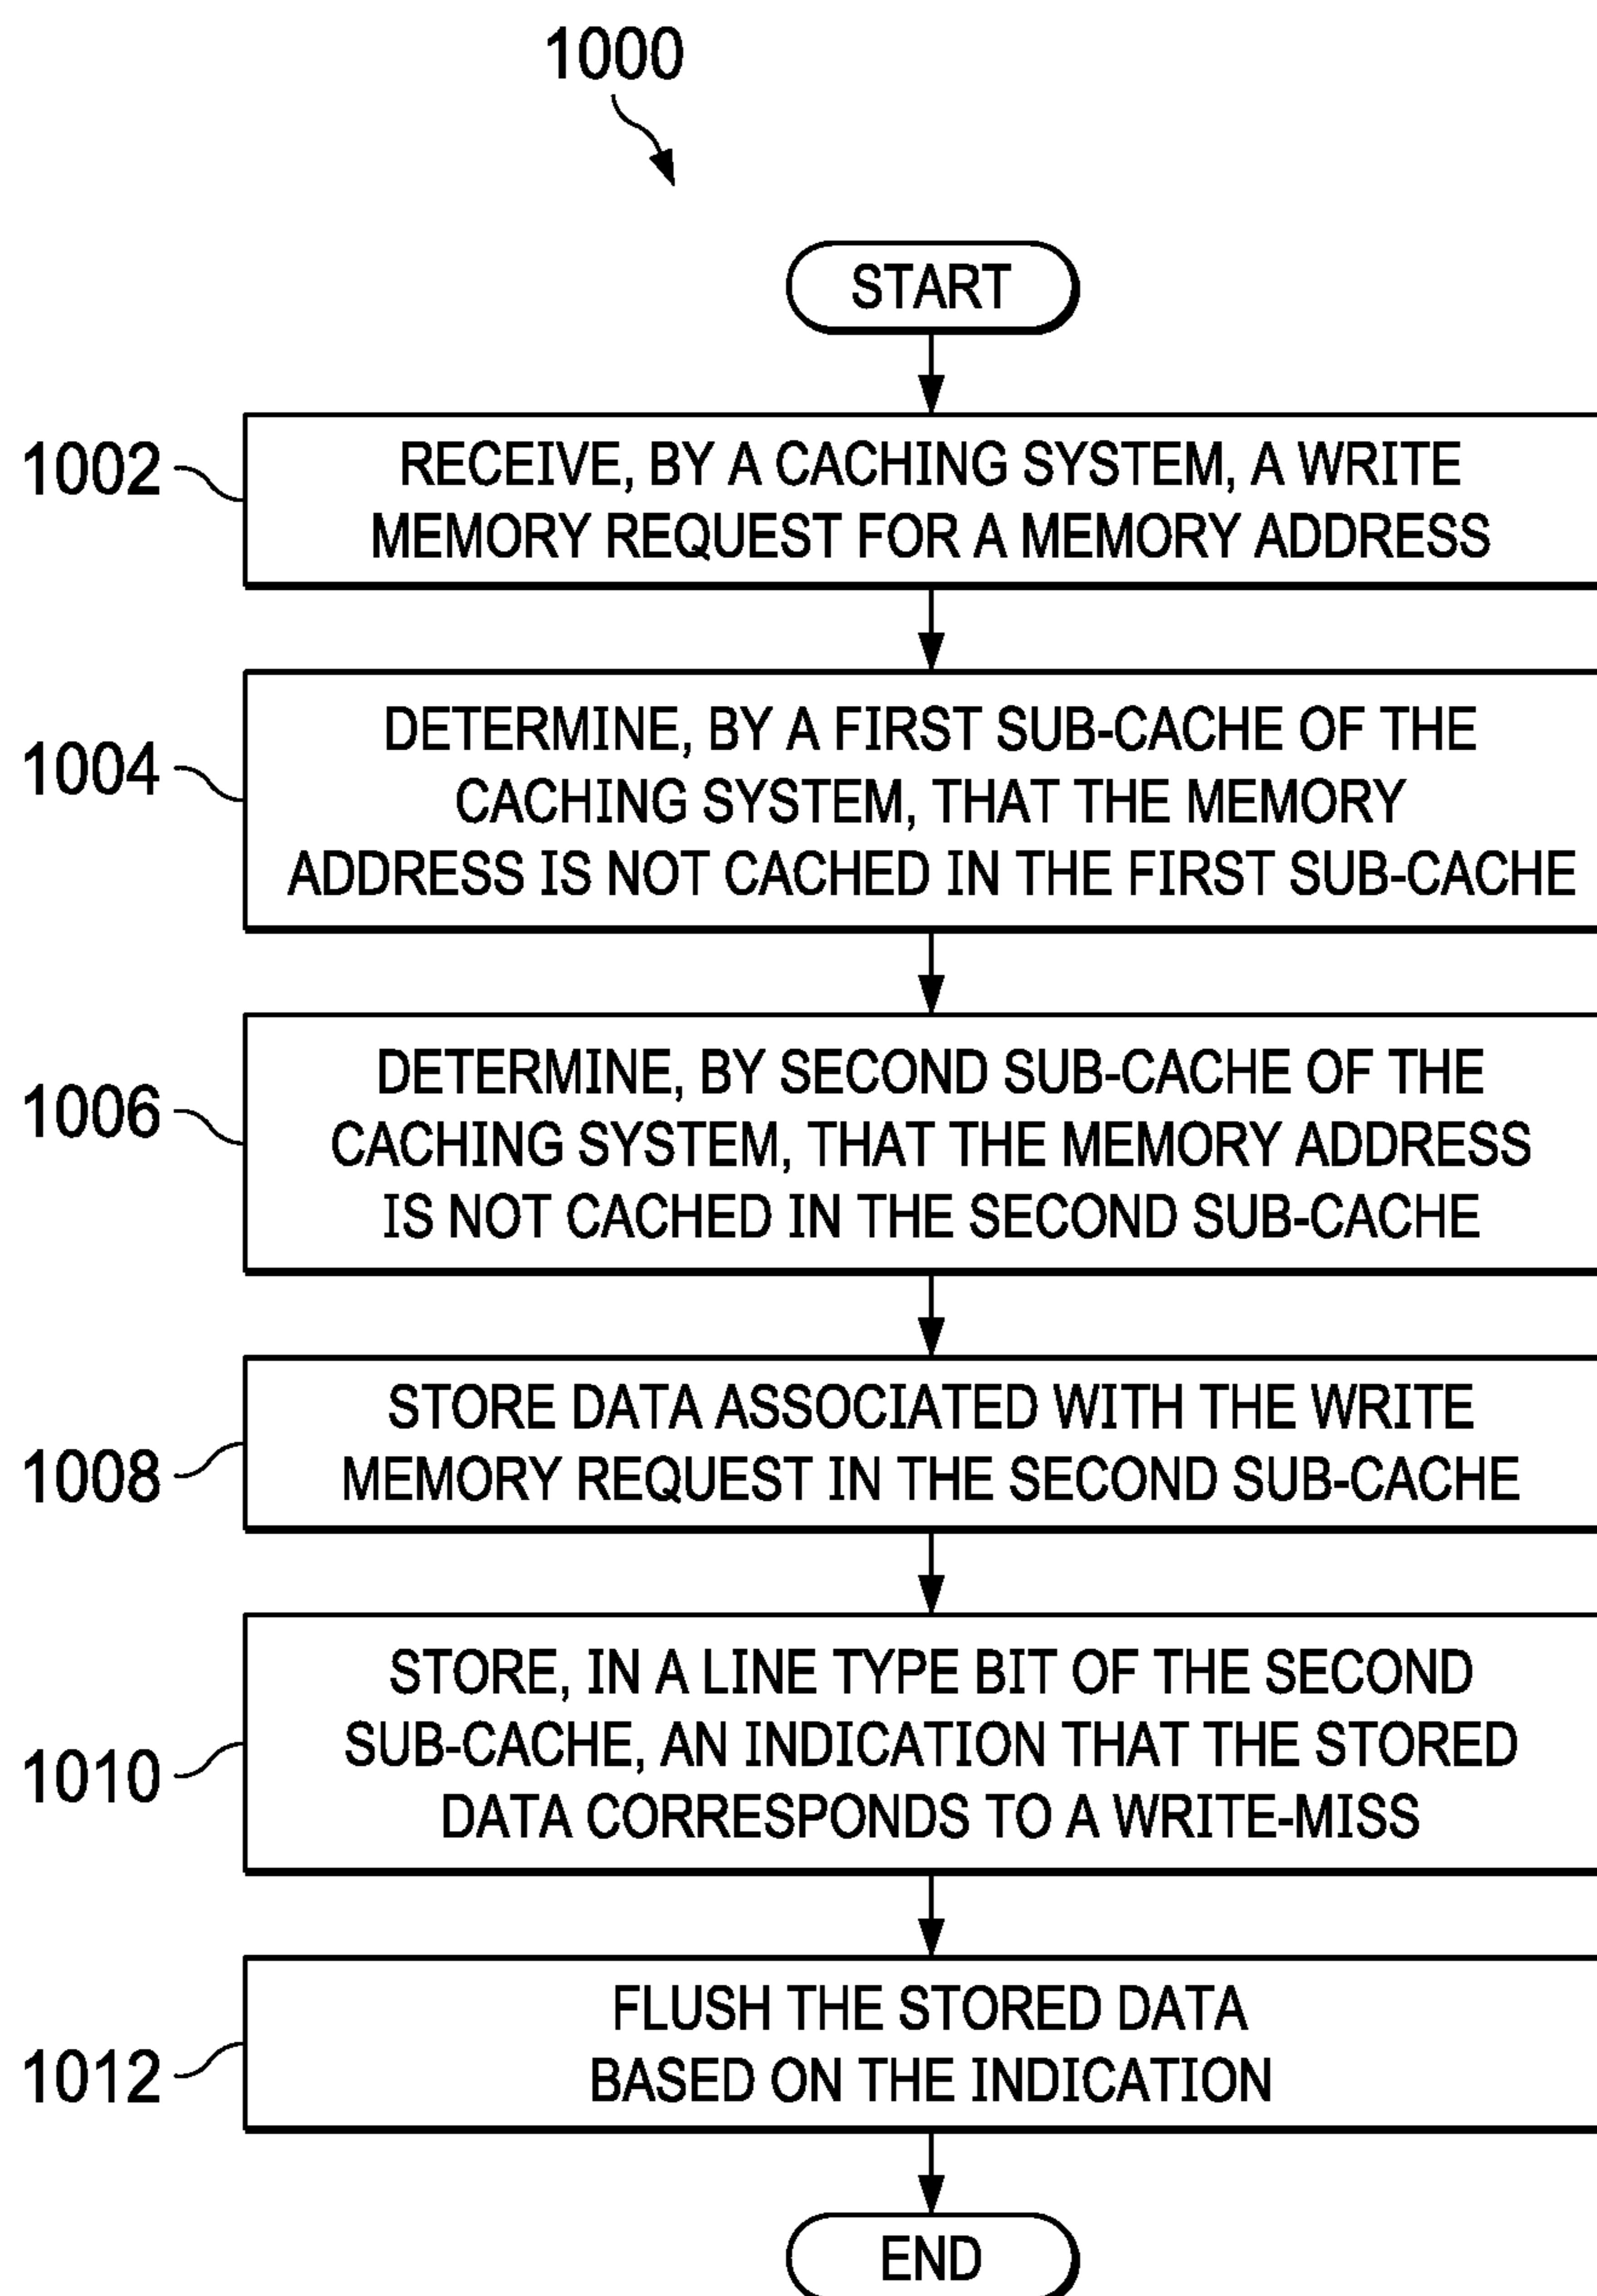 1000
START
1002
RECEIVE, BY A CACHING SYSTEM, A WRITE
MEMORY REQUEST FOR A MEMORY ADDRESS
1004
DETERMINE, BY A FIRST SUB-CACHE OF THE
CACHING SYSTEM, THAT THE MEMORY
ADDRESS IS NOT CACHED IN THE FIRST SUB-CACHE
1006
DETERMINE, BY SECOND SUB-CACHE OF THE
CACHING SYSTEM, THAT THE MEMORY ADDRESS
IS NOT CACHED IN THE SECOND SUB-CACHE
1008
STORE DATA ASSOCIATED WITH THE WRITE
MEMORY REQUEST IN THE SECOND SUB-CACHE
1010
STORE, IN A LINE TYPE BIT OF THE SECOND
SUB-CACHE, AN INDICATION THAT THE STORED
DATA CORRESPONDS TO A WRITE-MISS
1012
FLUSH THE STORED DATA
BASED ON THE INDICATION
END